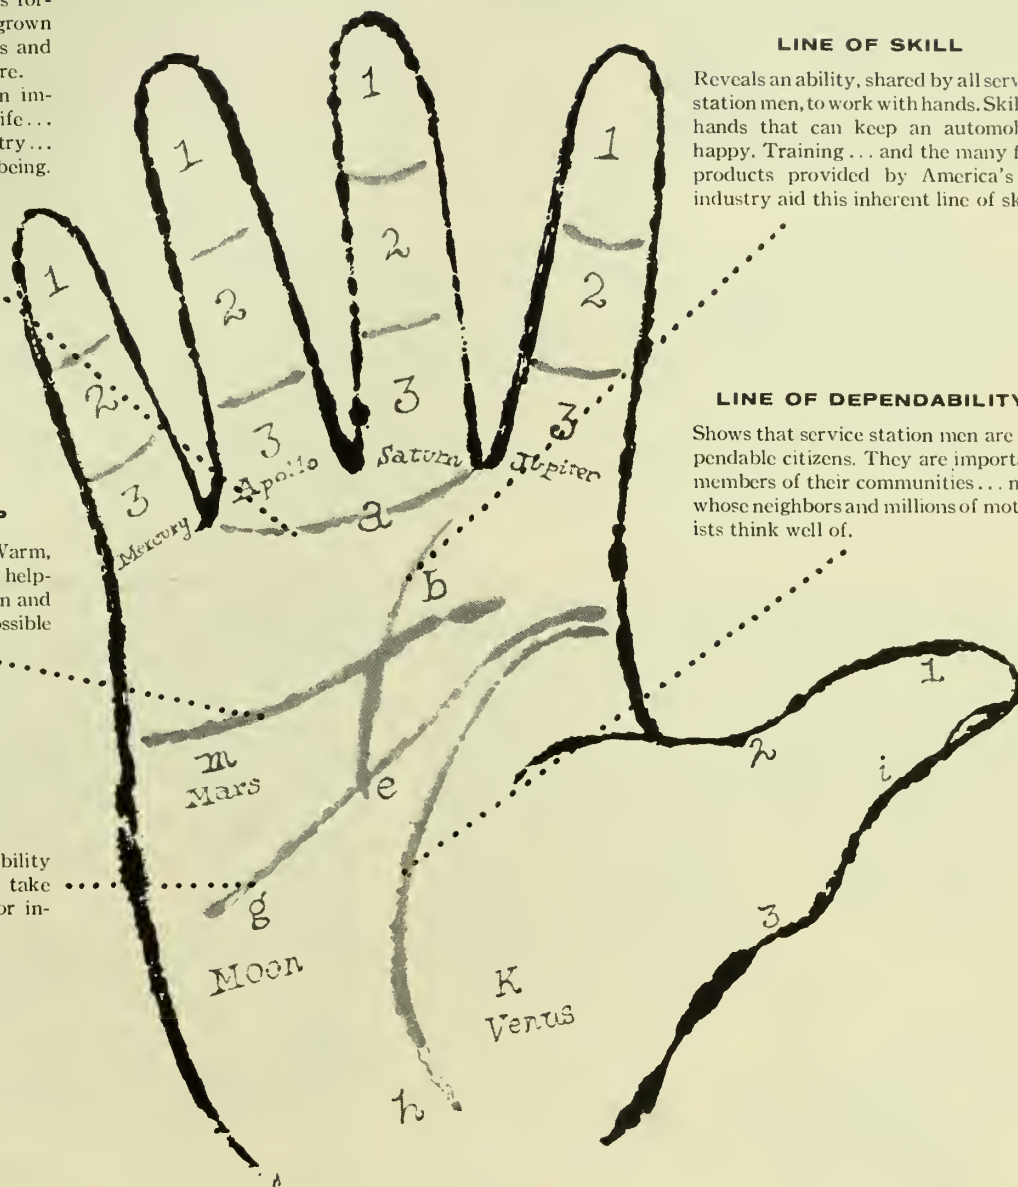 grown
s and
re.
n im-
ife...
try...
being.
LINE OF SKILL
Reveals an ability, shared by all serv
station men, to work with hands. Skil
hands that can keep an automob
happy. Training... and the many f
products provided by America's
industry aid this inherent line of sk
1
1
1
1
2
2
2
2
3
3
3
3
Mercury
Apollo
Saturn
Jupiter
LINE OF DEPENDABILITY
Shows that service station men are
pendable citizens. They are importa
members of their communities... m
whose neighbors and millions of mot
ists think well of.
Warm,
help-
n and
ossible
a
b
m
Mars
e
1
2
i
3
bility
take
or in-
g
Moon
K
Venus
h